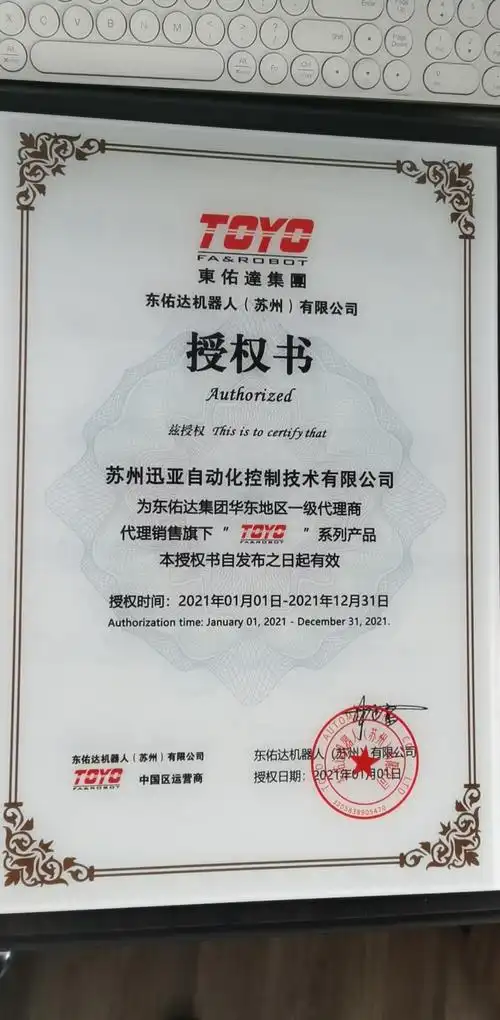 TOYO
FA&ROBOT
東佑達集團
东佑达机器人（苏州）有限公司
授权书
Authorized
兹授权 This is to certify that
苏州迅亚自动化控制技术有限公司
为东佑达集团华东地区一级代理商
代理销售旗下 " TOYO FA&ROBOT " 系列产品
本授权书自发布之日起有效
授权时间：2021年01月01日-2021年12月31日
Authorization time: January 01, 2021 - December 31, 2021.
东佑达机器人（苏州）有限公司
TOYO FA&ROBOT 中国区运营商
东佑达机器人（苏州）有限公司
授权日期：2021年01月01日